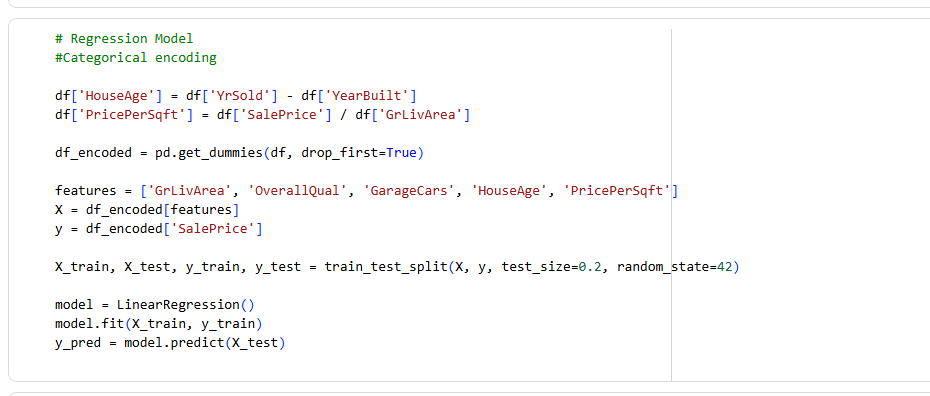 # Regression Model
#Categorical encoding
df['HouseAge'] = df['YrSold'] - df['YearBuilt']
df['PricePerSqft'] = df['SalePrice'] / df['GrLivArea']
df_encoded = pd.get_dummies(df, drop_first=True)
features = ['GrLivArea', 'OverallQual', 'GarageCars', 'HouseAge', 'PricePerSqft']
X = df_encoded[features]
y = df_encoded['SalePrice']
X_train, X_test, y_train, y_test = train_test_split(X, y, test_size=0.2, random_state=42)
model = LinearRegression()
model.fit(X_train, y_train)
y_pred = model.predict(X_test)